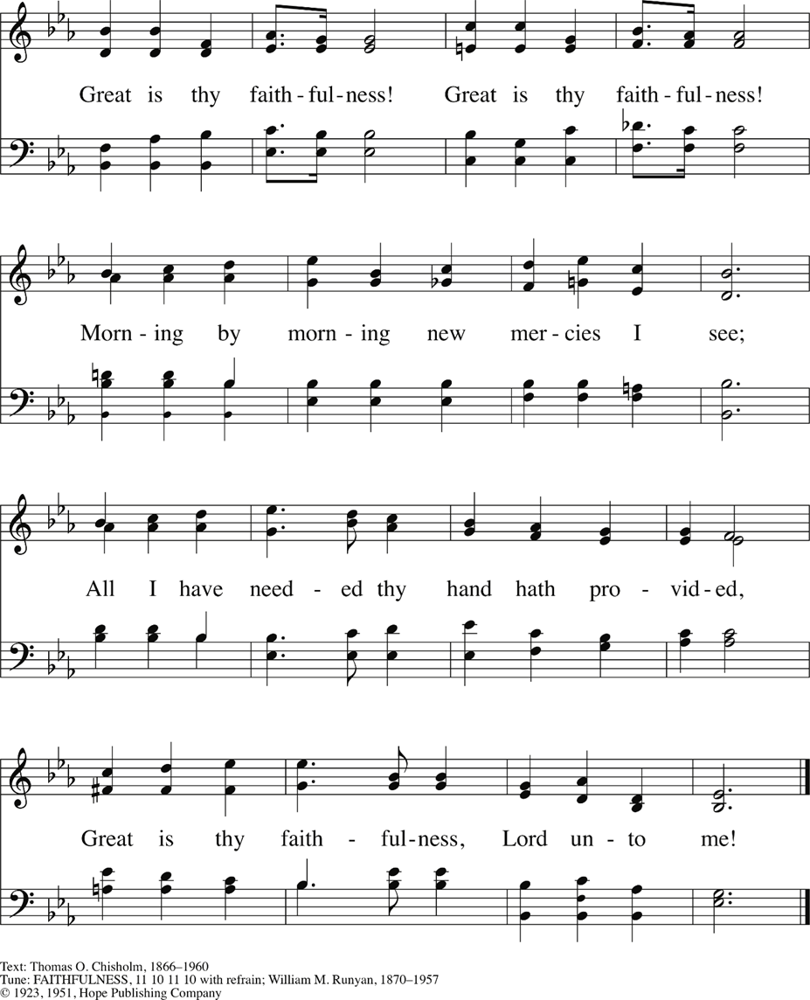 Great is thy faith - ful - ness! Great is thy faith - ful - ness!
Morn - ing by morn - ing new mer - cies I see;
All I have need - ed thy hand hath pro - vid - ed,
Great is thy faith - ful - ness, Lord un - to me!
Text: Thomas O. Chisholm, 1866–1960
Tune: FAITHFULNESS, 11 10 11 10 with refrain; William M. Runyan, 1870–1957
© 1923, 1951, Hope Publishing Company